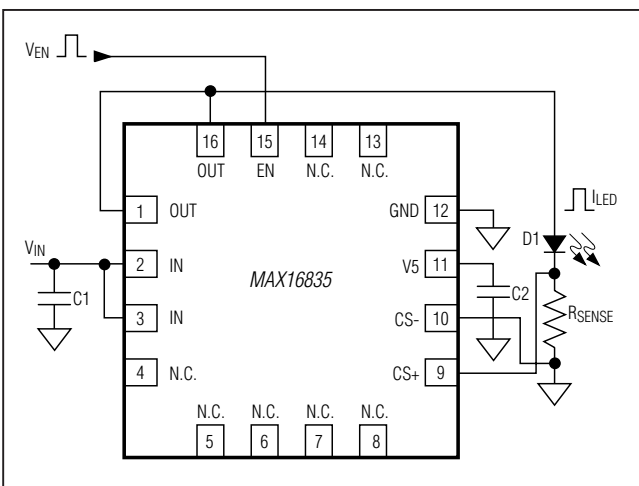 VEN
16 15 14 13
OUT EN N.C. N.C.
1 OUT
GND 12
ILED
D1
VIN
2 IN
MAX16835
V5 11
C1
C2
3 IN
CS- 10
RSENSE
4 N.C.
CS+ 9
N.C. N.C. N.C. N.C.
5 6 7 8